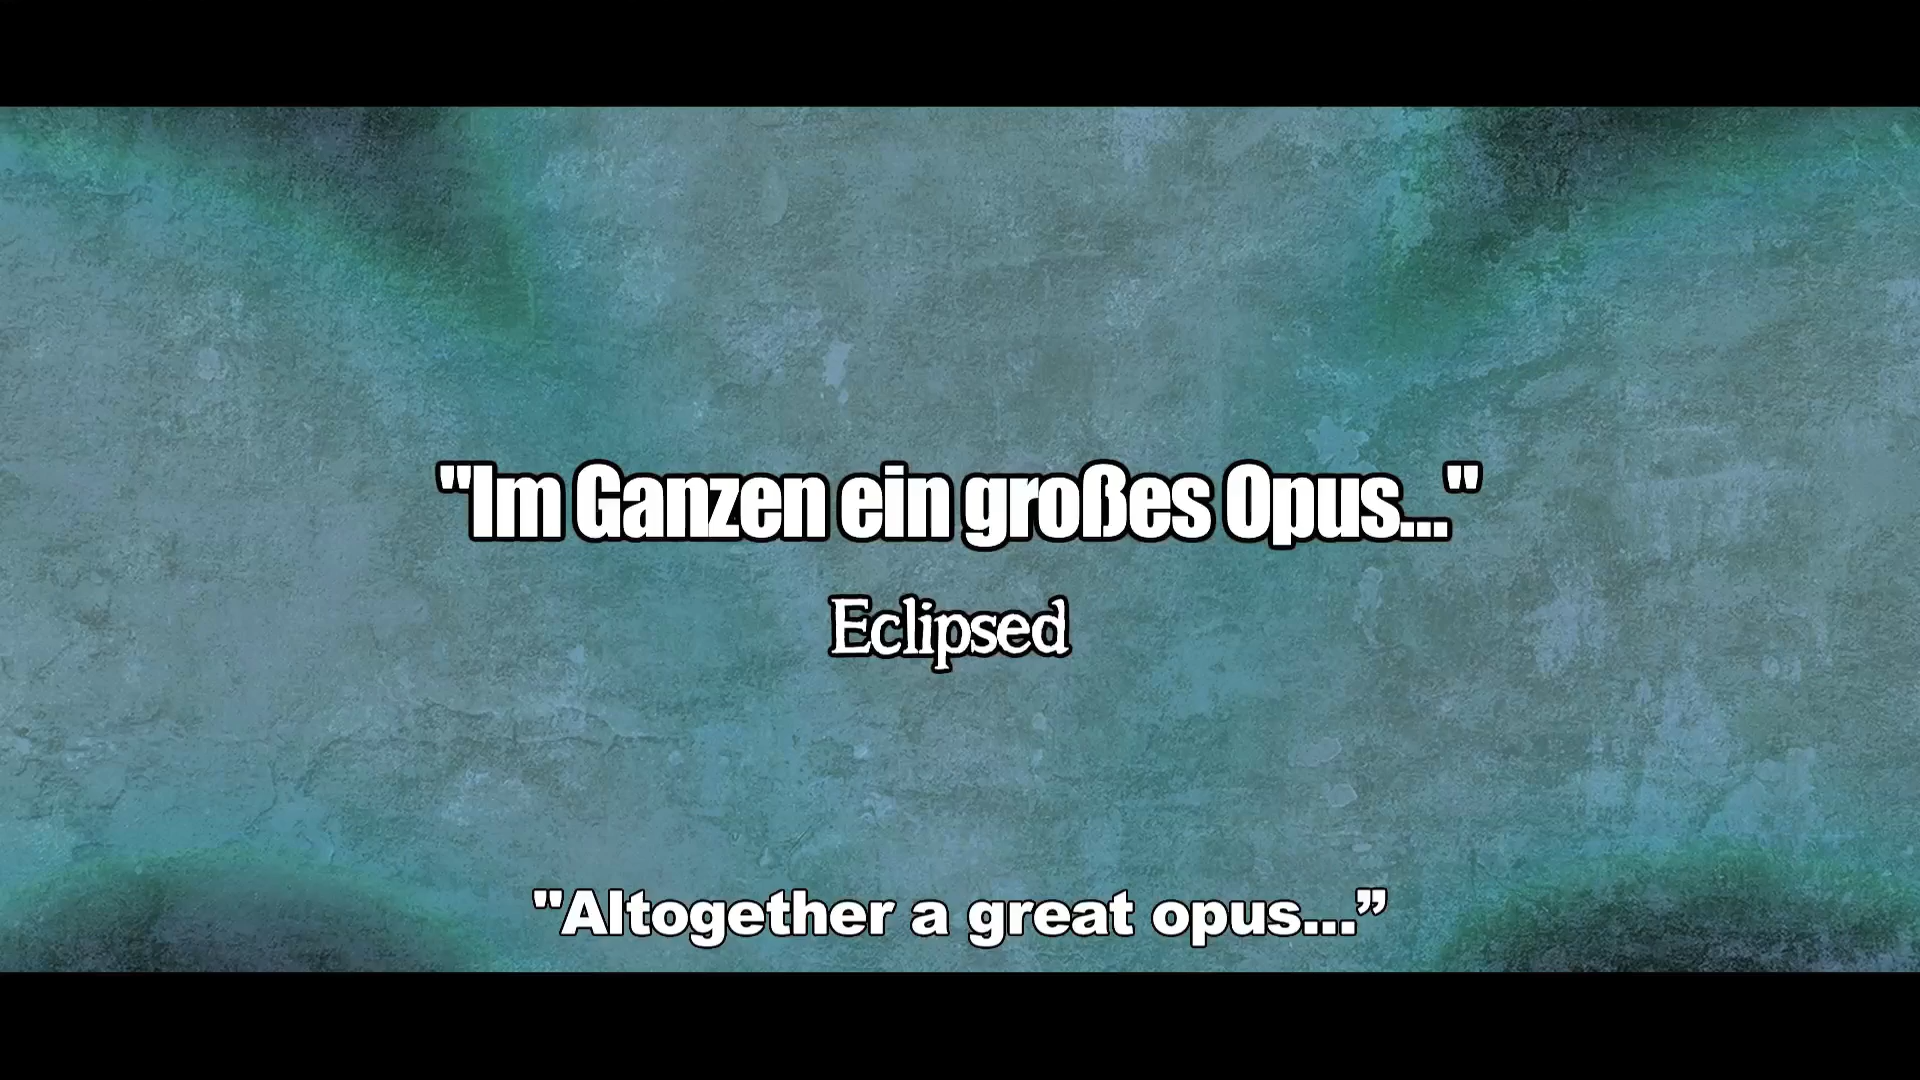 "Im Ganzen ein großes Opus..."
Eclipsed
"Altogether a great opus...”